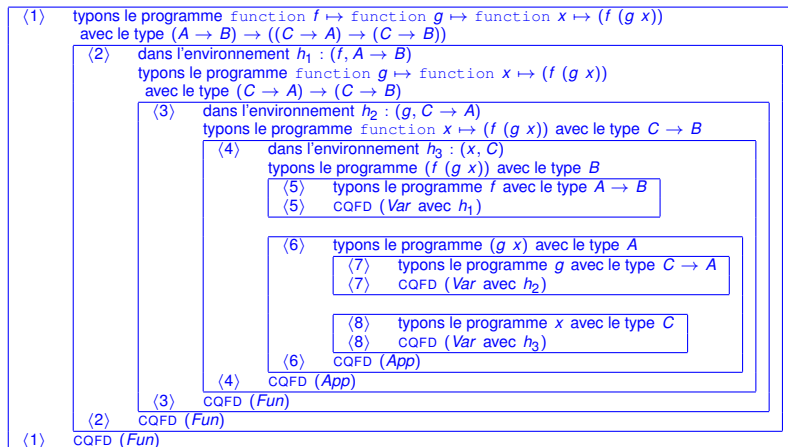 ⟨1⟩ typons le programme function f ↦ function g ↦ function x ↦ (f (g x))
avec le type (A → B) → ((C → A) → (C → B))
⟨2⟩ dans l'environnement h₁ : (f, A → B)
typons le programme function g ↦ function x ↦ (f (g x))
avec le type (C → A) → (C → B)
⟨3⟩ dans l'environnement h₂ : (g, C → A)
typons le programme function x ↦ (f (g x)) avec le type C → B
⟨4⟩ dans l'environnement h₃ : (x, C)
typons le programme (f (g x)) avec le type B
⟨5⟩ typons le programme f avec le type A → B
⟨5⟩ CQFD (Var avec h₁)
⟨6⟩ typons le programme (g x) avec le type A
⟨7⟩ typons le programme g avec le type C → A
⟨7⟩ CQFD (Var avec h₂)
⟨8⟩ typons le programme x avec le type C
⟨8⟩ CQFD (Var avec h₃)
⟨6⟩ CQFD (App)
⟨4⟩ CQFD (App)
⟨3⟩ CQFD (Fun)
⟨2⟩ CQFD (Fun)
⟨1⟩ CQFD (Fun)